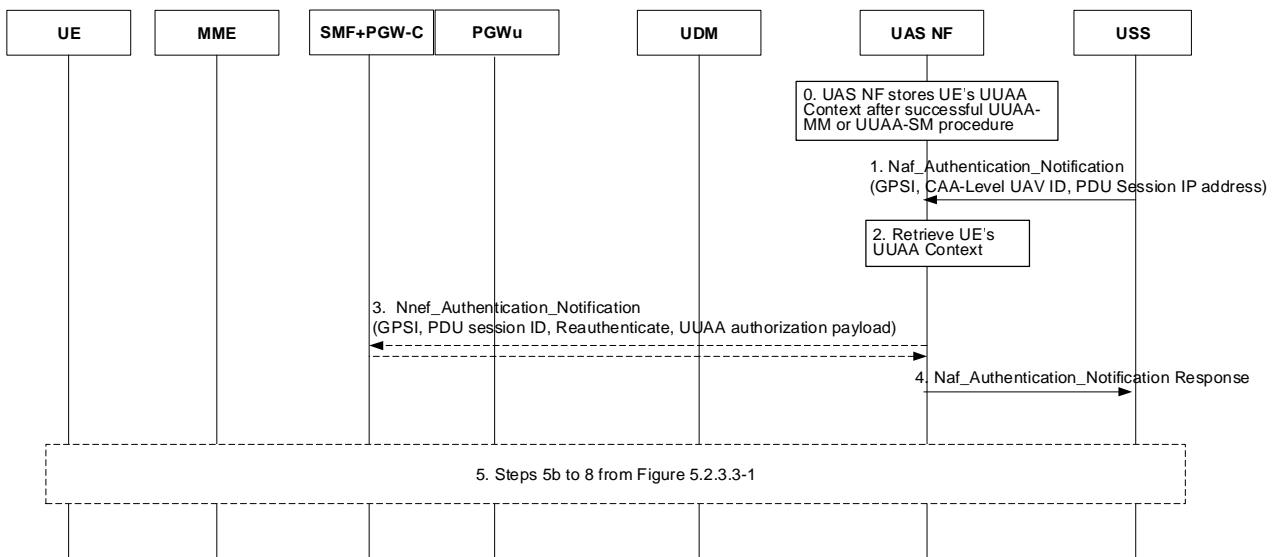 UE
MME
SMF+PGW-C
PGWu
UDM
UAS NF
USS
0. UAS NF stores UE's UUAA
Context after successful UUAA-
MM or UUAA-SM procedure
1. Naf_Authentication_Notification
(GPSI, CAA-Level UAV ID, PDU Session IP address)
2. Retrieve UE's
UUAA Context
3. Nnef_Authentication_Notification
(GPSI, PDU session ID, Reauthenticate, UUAA authorization payload)
4. Naf_Authentication_Notification Response
5. Steps 5b to 8 from Figure 5.2.3.3-1